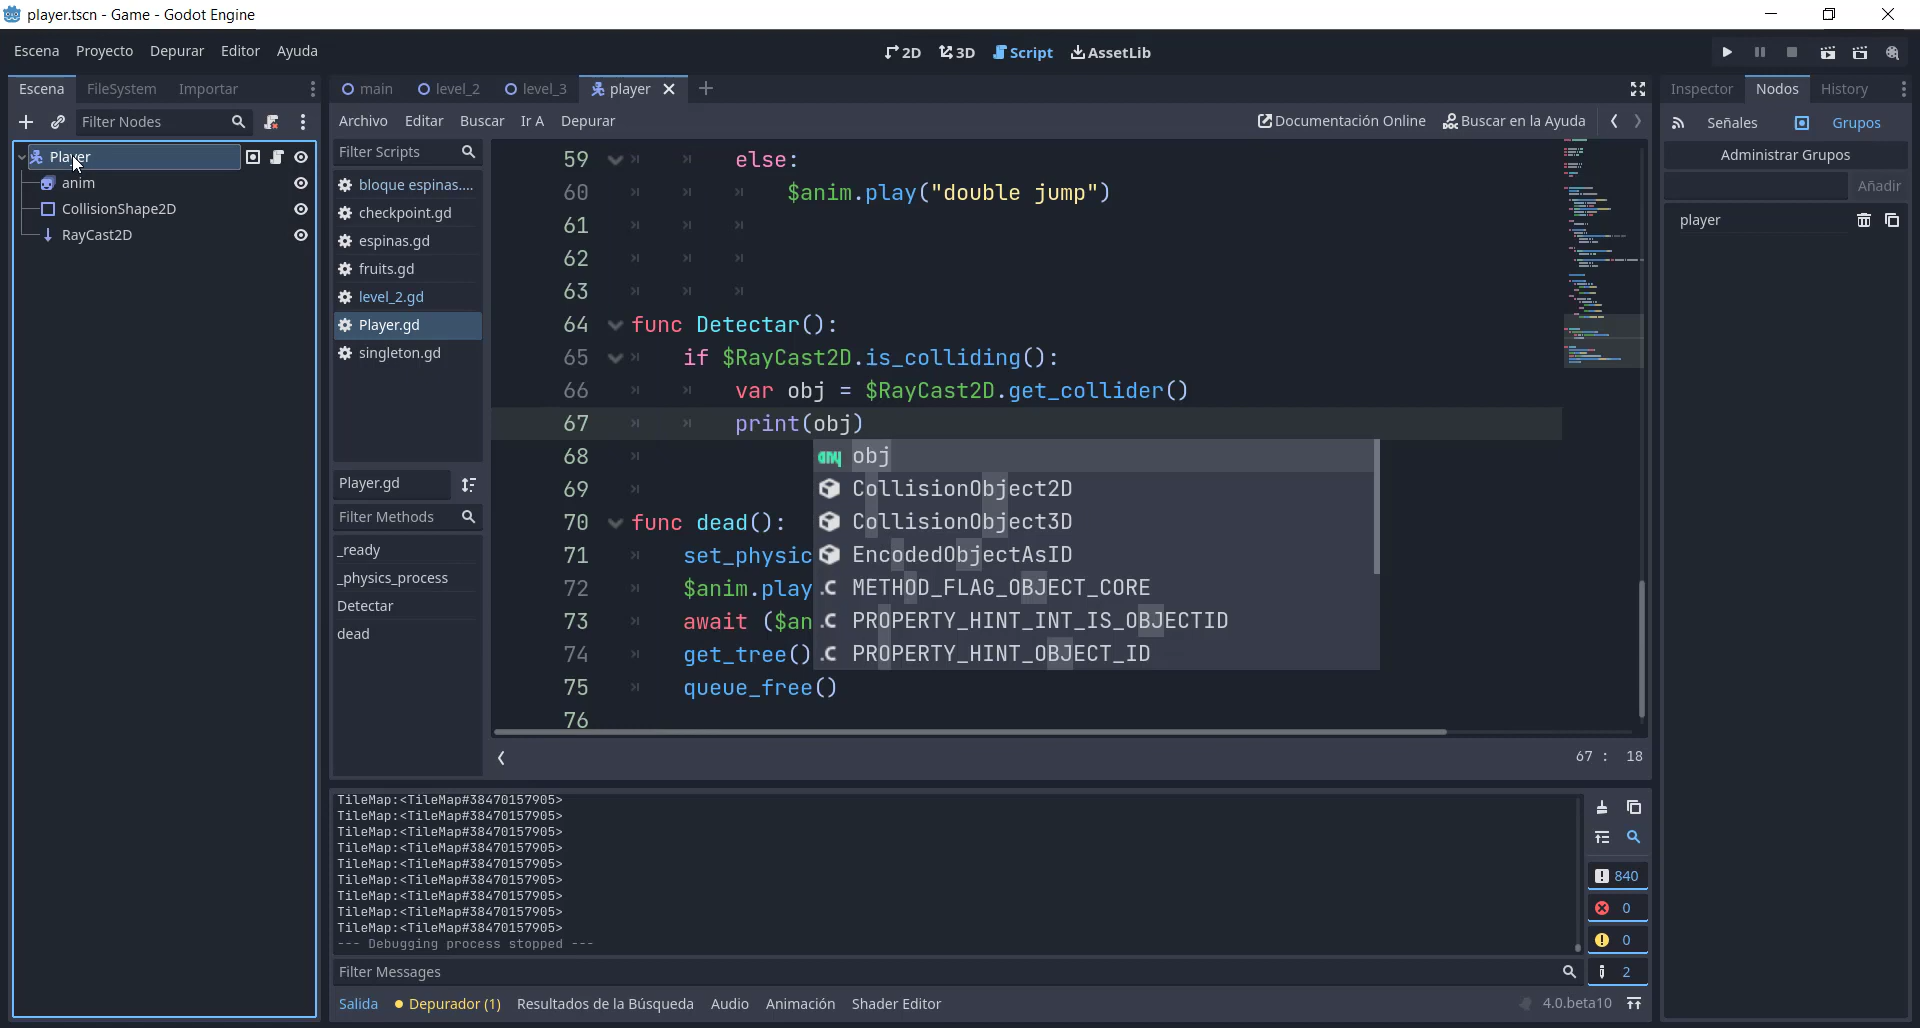 player.tscn - Game - Godot Engine
Escena Proyecto Depurar Editor Ayuda
2D 3D Script AssetLib
Escena FileSystem Importar
Filter Nodes
Player
anim
CollisionShape2D
RayCast2D
main level_2 level_3 player
Archivo Editar Buscar Ir A Depurar
Documentación Online Buscar en la Ayuda
Filter Scripts
bloque espinas....
checkpoint.gd
espinas.gd
fruits.gd
level_2.gd
Player.gd
singleton.gd
Player.gd
Filter Methods
_ready
_physics_process
Detectar
dead
59 else:
60 $anim.play("double jump")
61
62
63
64 func Detectar():
65 if $RayCast2D.is_colliding():
66 var obj = $RayCast2D.get_collider()
67 print(obj)
68
69
70 func dead():
71 set_physic
72 $anim.play
73 await ($an
74 get_tree()
75 queue_free()
76
any obj
CollisionObject2D
CollisionObject3D
EncodedObjectAsID
.C METHOD_FLAG_OBJECT_CORE
.C PROPERTY_HINT_INT_IS_OBJECTID
.C PROPERTY_HINT_OBJECT_ID
67 : 18
TileMap:<TileMap#38470157905>
TileMap:<TileMap#38470157905>
TileMap:<TileMap#38470157905>
TileMap:<TileMap#38470157905>
TileMap:<TileMap#38470157905>
TileMap:<TileMap#38470157905>
TileMap:<TileMap#38470157905>
TileMap:<TileMap#38470157905>
TileMap:<TileMap#38470157905>
--- Debugging process stopped ---
840
0
0
2
Filter Messages
Salida Depurador (1) Resultados de la Búsqueda Audio Animación Shader Editor
4.0.beta10
Inspector Nodos History
Señales Grupos
Administrar Grupos
Añadir
player